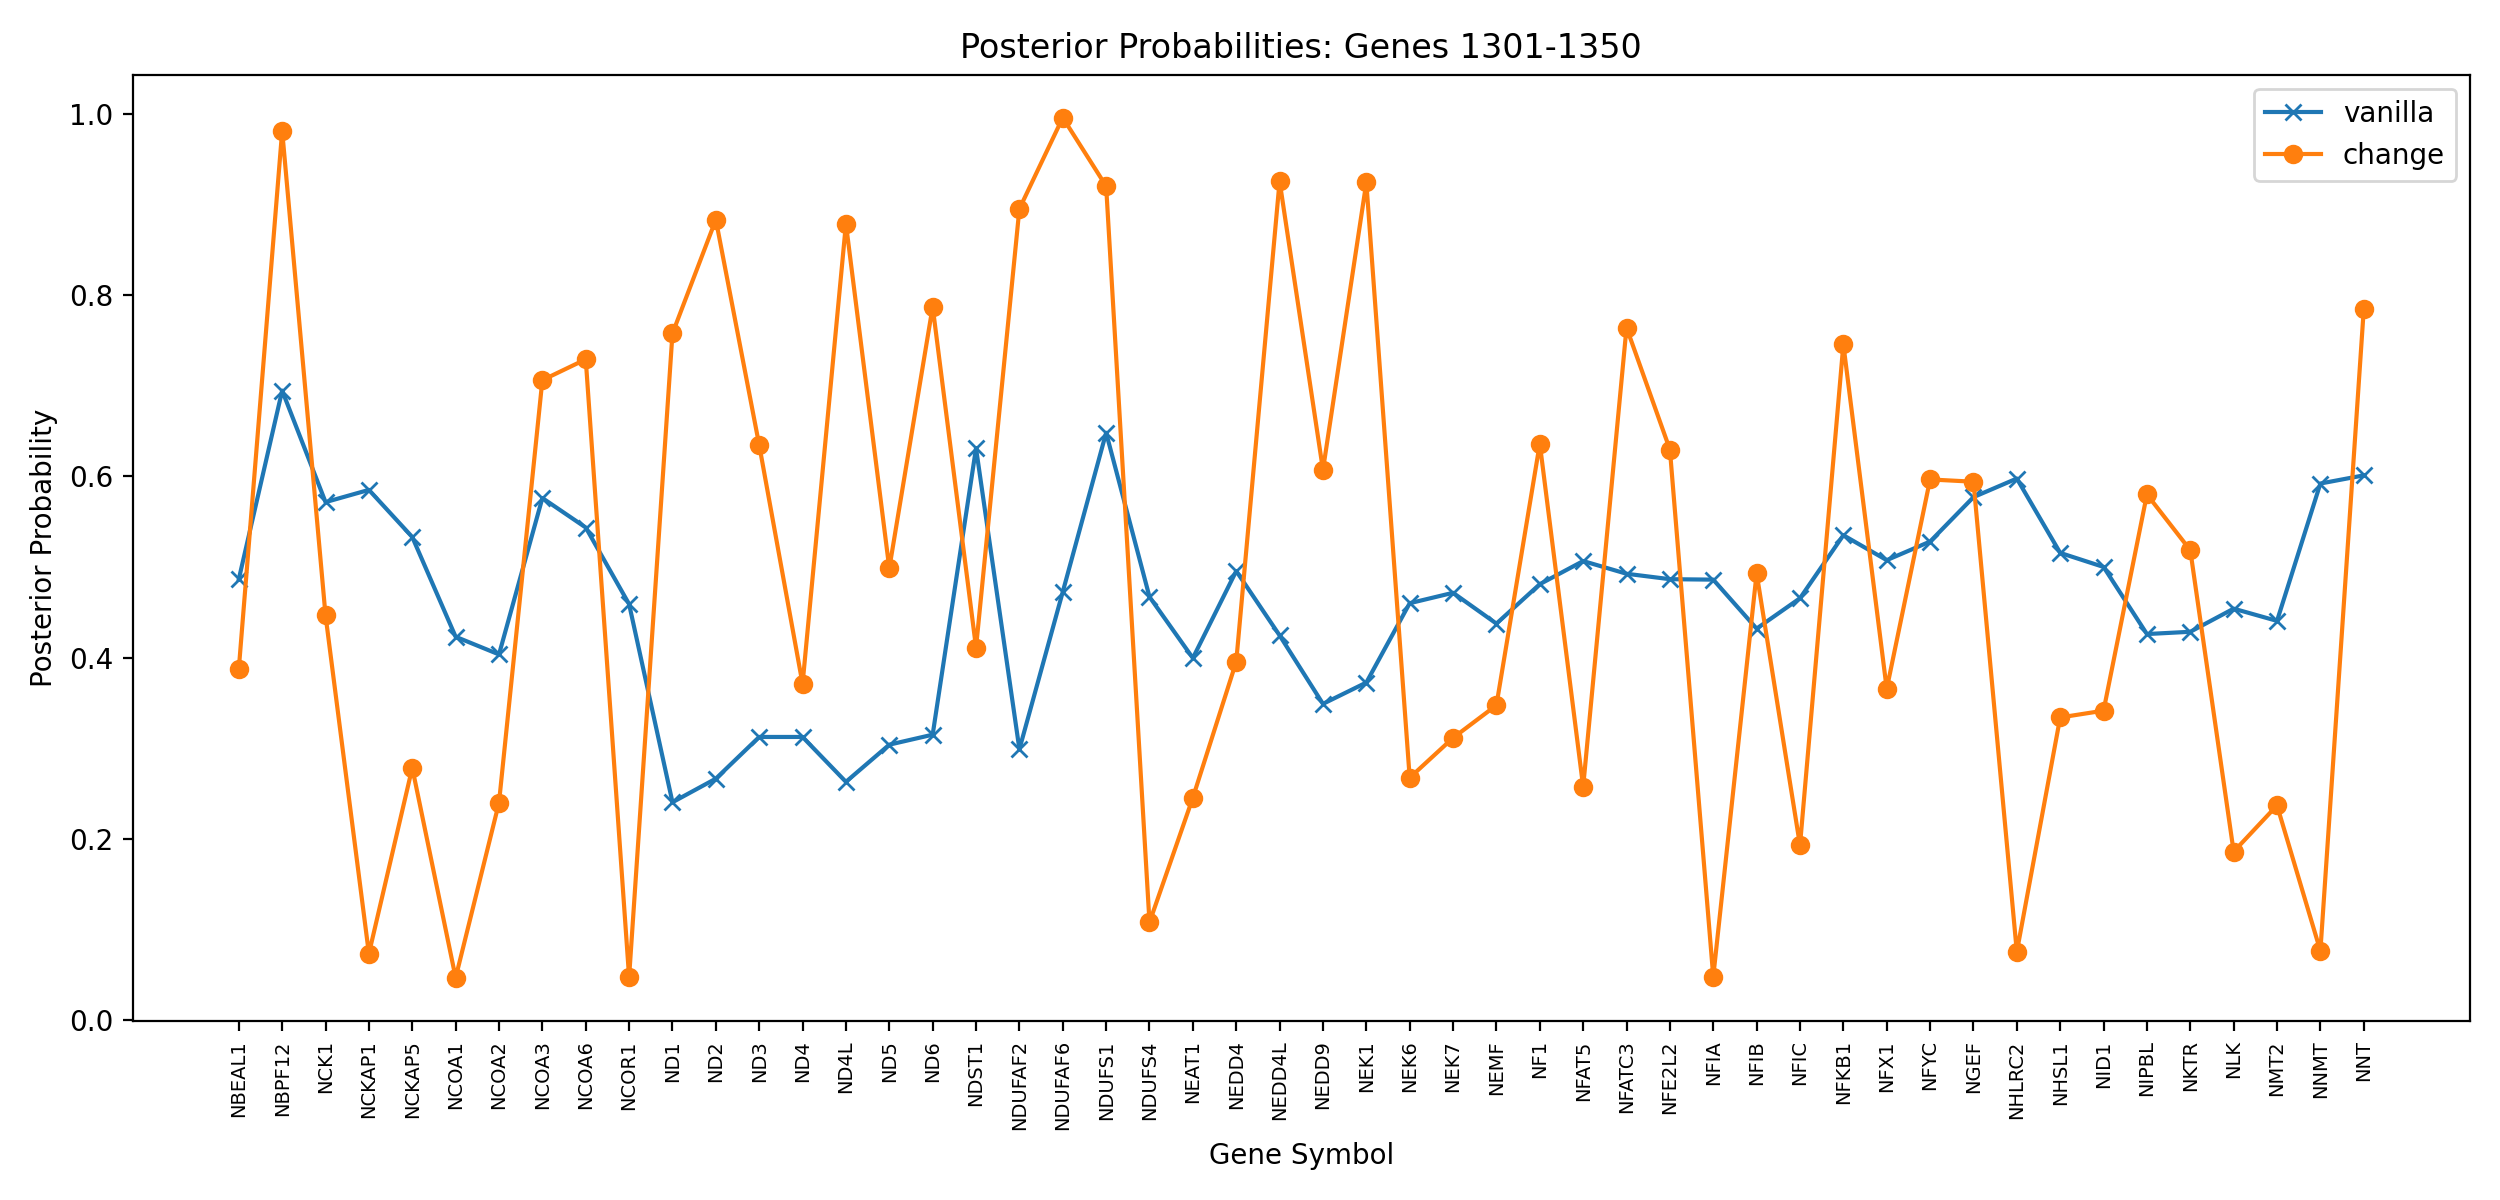 Posterior Probabilities: Genes 1301-1350
vanilla
change
Posterior Probability
1.0
0.8
0.6
0.4
0.2
0.0
NBEAL1
NBPF12
NCK1
NCKAP1
NCKAP5
NCOA1
NCOA2
NCOA3
NCOA6
NCOR1
ND1
ND2
ND3
ND4
ND4L
ND5
ND6
NDST1
NDUFAF2
NDUFAF6
NDUFS1
NDUFS4
NEAT1
NEDD4
NEDD4L
NEDD9
NEK1
NEK6
NEK7
NEMF
NF1
NFAT5
NFATC3
NFE2L2
NFIA
NFIB
NFIC
NFKB1
NFX1
NFYC
NGEF
NHLRC2
NHSL1
NID1
NIPBL
NKTR
NLK
NMT2
NNMT
NNT
Gene Symbol